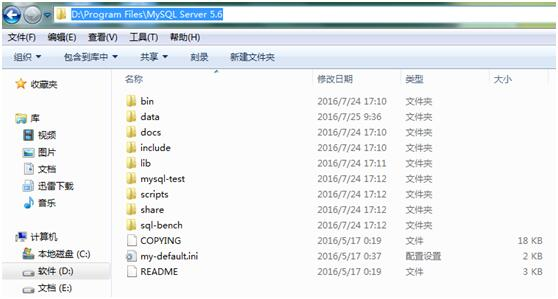 D:\Program Files\MySQL Server 5.6
文件(F) 编辑(E) 查看(V) 工具(T) 帮助(H)
组织 包含到库中 共享 刻录 新建文件夹
收藏夹
库
视频
图片
文档
迅雷下载
音乐
计算机
本地磁盘 (C:)
软件 (D:)
文档 (E:)
名称 修改日期 类型 大小
bin 2016/7/24 17:10 文件夹
data 2016/7/25 9:36 文件夹
docs 2016/7/24 17:10 文件夹
include 2016/7/24 17:10 文件夹
lib 2016/7/24 17:11 文件夹
mysql-test 2016/7/24 17:12 文件夹
scripts 2016/7/24 17:12 文件夹
share 2016/7/24 17:12 文件夹
sql-bench 2016/7/24 17:12 文件夹
COPYING 2016/5/17 0:19 文件 18 KB
my-default.ini 2016/5/17 0:37 配置设置 2 KB
README 2016/5/17 0:19 文件 3 KB